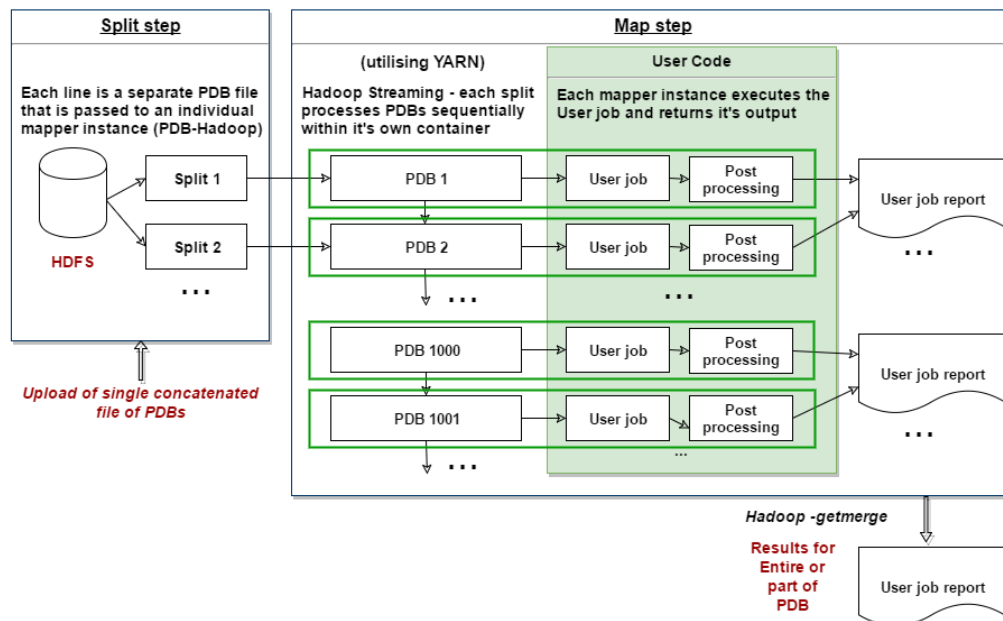 Split step
Each line is a separate PDB file
that is passed to an individual
mapper instance (PDB-Hadoop)
HDFS
Split 1
Split 2
...
Upload of single concatenated
file of PDBs
Map step
(utilising YARN)
Hadoop Streaming - each split
processes PDBs sequentially
within it's own container
User Code
Each mapper instance executes the
User job and returns it's output
PDB 1
User job
Post
processing
PDB 2
User job
Post
processing
...
...
PDB 1000
User job
Post
processing
PDB 1001
User job
Post
processing
...
...
User job report
...
User job report
...
Hadoop -getmerge
Results for
Entire or
part of
PDB
User job report